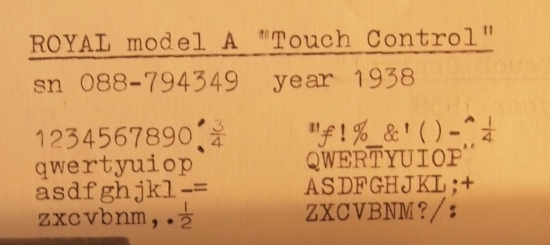 ROYAL model A "Touch Control"
sn 088-794349 year 1938
1234567890 ¾ "ƒ!%_&'()-^¼
qwertyuiop QWERTYUIOP¨
asdfghjkl-= ASDFGHJKL;+
zxcvbnm,.½ ZXCVBNM?/: